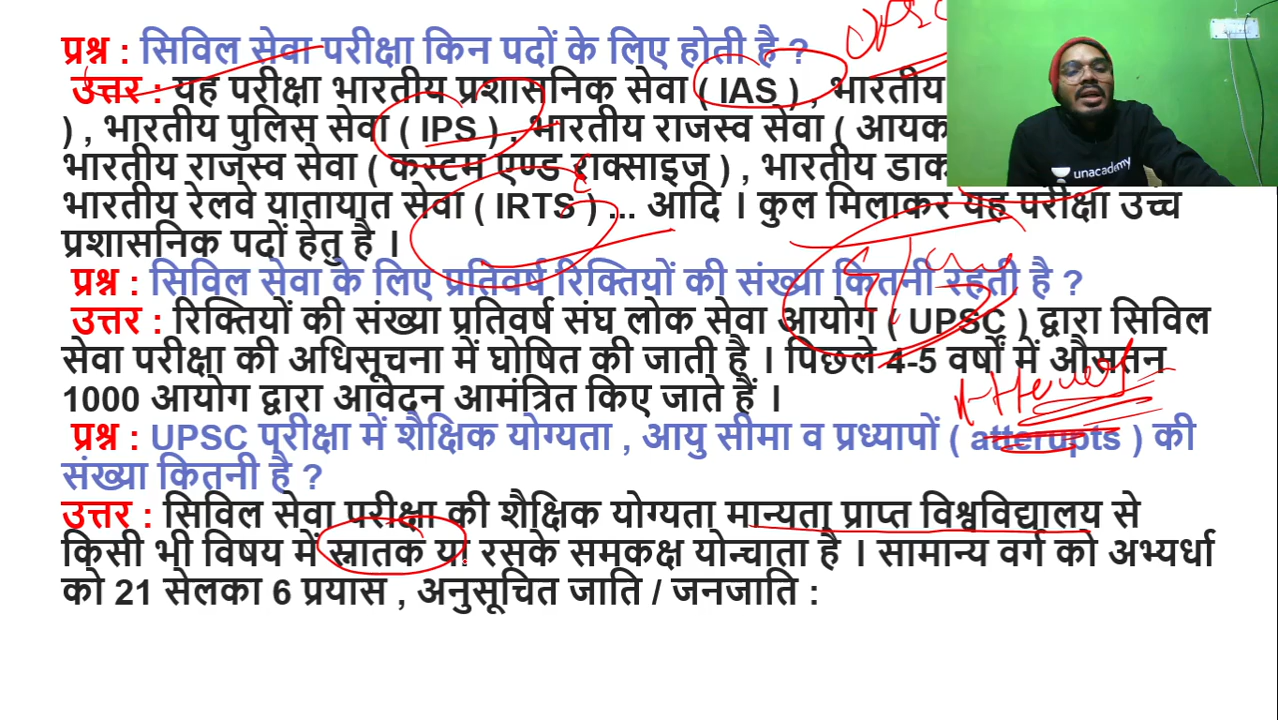 प्रश्न : सिविल सेवा परीक्षा किन पदों के लिए होती है ?
उत्तर : यह परीक्षा भारतीय प्रशासनिक सेवा ( IAS ) , भारतीय
) , भारतीय पुलिस सेवा ( IPS ) , भारतीय राजस्व सेवा ( आयक
भारतीय राजस्व सेवा ( कस्टम एण्ड एाक्साइज ) , भारतीय डाक
भारतीय रेलवे यातायात सेवा ( IRTS ) ... आदि । कुल मिलाकर यह परीक्षा उच्च
प्रशासनिक पदों हेतु है ।
प्रश्न : सिविल सेवा के लिए प्रतिवर्ष रिक्तियों की संख्या कितनी रहती है ?
उत्तर : रिक्तियों की संख्या प्रतिवर्ष संघ लोक सेवा आयोग ( UPSC ) द्वारा सिविल
सेवा परीक्षा की अधिसूचना में घोषित की जाती है । पिछले 4-5 वर्षों में औसतन
1000 आयोग द्वारा आवेदन आमंत्रित किए जाते हैं ।
प्रश्न : UPSC परीक्षा में शैक्षिक योग्यता , आयु सीमा व प्रध्यापों ( atterupts ) की
संख्या कितनी है ?
उत्तर : सिविल सेवा परीक्षा की शैक्षिक योग्यता मान्यता प्राप्त विश्वविद्यालय से
किसी भी विषय में स्नातक या रसके समकक्ष योन्चाता है । सामान्य वर्ग को अभ्यर्धा
को 21 सेलका 6 प्रयास , अनुसूचित जाति / जनजाति :
unacademy